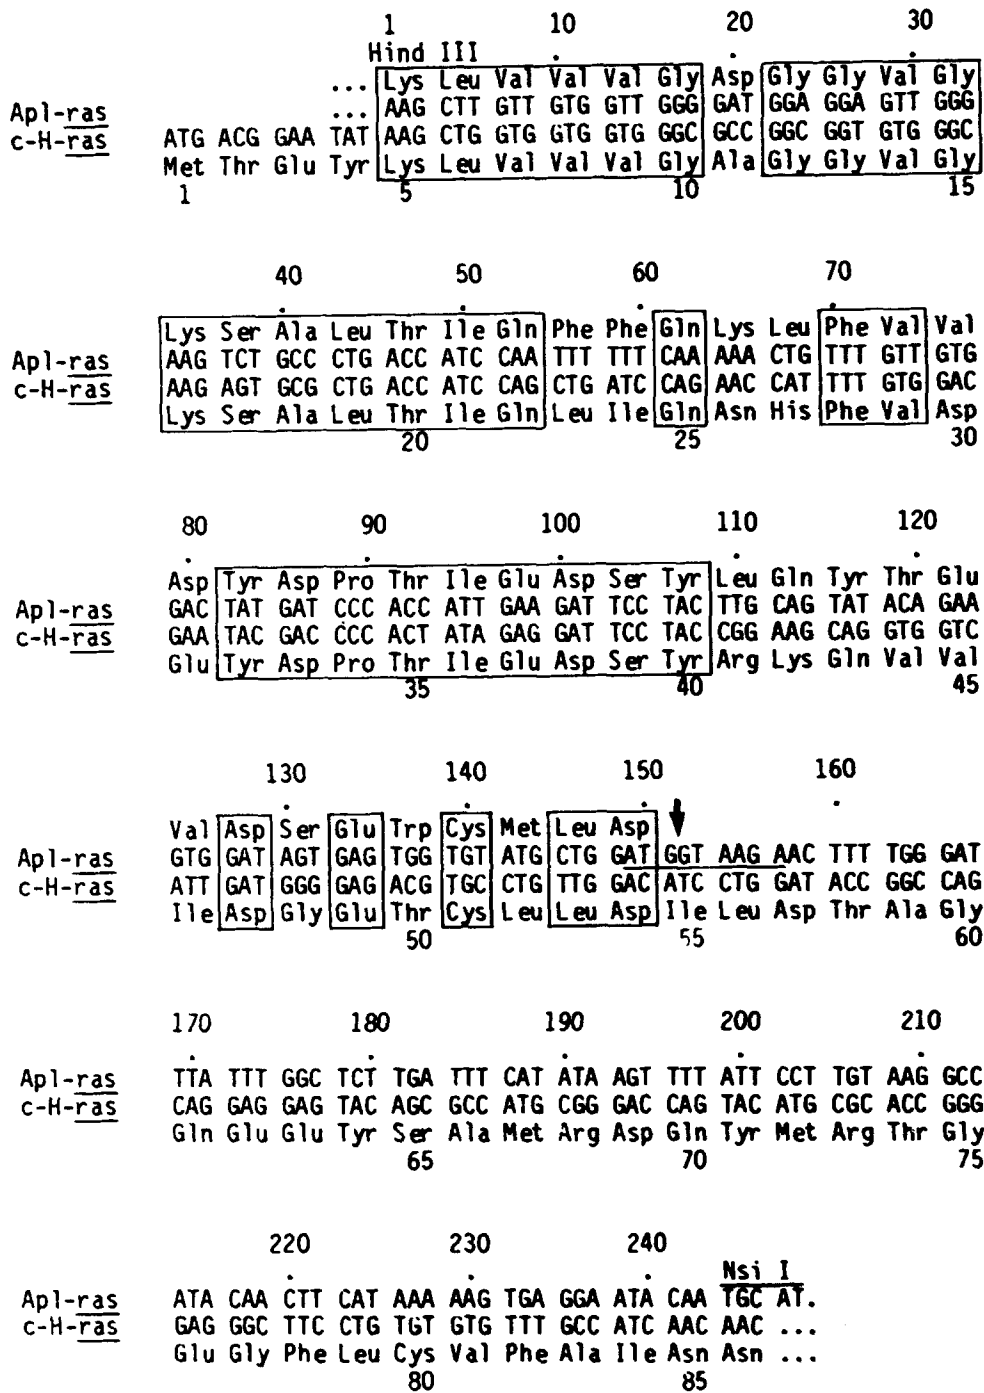 1 10 20 30
Hind III
... Lys Leu Val Val Val Gly Asp Gly Gly Val Gly
Apl-ras ... AAG CTT GTT GTG GTT GGG GAT GGA GGA GTT GGG
c-H-ras ATG ACG GAA TAT AAG CTG GTG GTG GTG GGC GCC GGC GGT GTG GGC
Met Thr Glu Tyr Lys Leu Val Val Val Gly Ala Gly Gly Val Gly
1 5 10 15
40 50 60 70
Lys Ser Ala Leu Thr Ile Gln Phe Phe Gln Lys Leu Phe Val Val
Apl-ras AAG TCT GCC CTG ACC ATC CAA TTT TTT CAA AAA CTG TTT GTT GTG
c-H-ras AAG AGT GCG CTG ACC ATC CAG CTG ATC CAG AAC CAT TTT GTG GAC
Lys Ser Ala Leu Thr Ile Gln Leu Ile Gln Asn His Phe Val Asp
20 25 30
80 90 100 110 120
Asp Tyr Asp Pro Thr Ile Glu Asp Ser Tyr Leu Gln Tyr Thr Glu
Apl-ras GAC TAT GAT CCC ACC ATT GAA GAT TCC TAC TTG CAG TAT ACA GAA
c-H-ras GAA TAC GAC CCC ACT ATA GAG GAT TCC TAC CGG AAG CAG GTG GTC
Glu Tyr Asp Pro Thr Ile Glu Asp Ser Tyr Arg Lys Gln Val Val
35 40 45
130 140 150 160
Val Asp Ser Glu Trp Cys Met Leu Asp
Apl-ras GTG GAT AGT GAG TGG TGT ATG CTG GAT GGT AAG AAC TTT TGG GAT
c-H-ras ATT GAT GGG GAG ACG TGC CTG TTG GAC ATC CTG GAT ACC GGC CAG
Ile Asp Gly Glu Thr Cys Leu Leu Asp Ile Leu Asp Thr Ala Gly
50 55 60
170 180 190 200 210
Apl-ras TTA TTT GGC TCT TGA TTT CAT ATA AGT TTT ATT CCT TGT AAG GCC
c-H-ras CAG GAG GAG TAC AGC GCC ATG CGG GAC CAG TAC ATG CGC ACC GGG
Gln Glu Glu Tyr Ser Ala Met Arg Asp Gln Tyr Met Arg Thr Gly
65 70 75
220 230 240
Nsi I
Apl-ras ATA CAA CTT CAT AAA AAG TGA GGA ATA CAA TGC AT.
c-H-ras GAG GGC TTC CTG TGT GTG TTT GCC ATC AAC AAC ...
Glu Gly Phe Leu Cys Val Phe Ala Ile Asn Asn ...
80 85